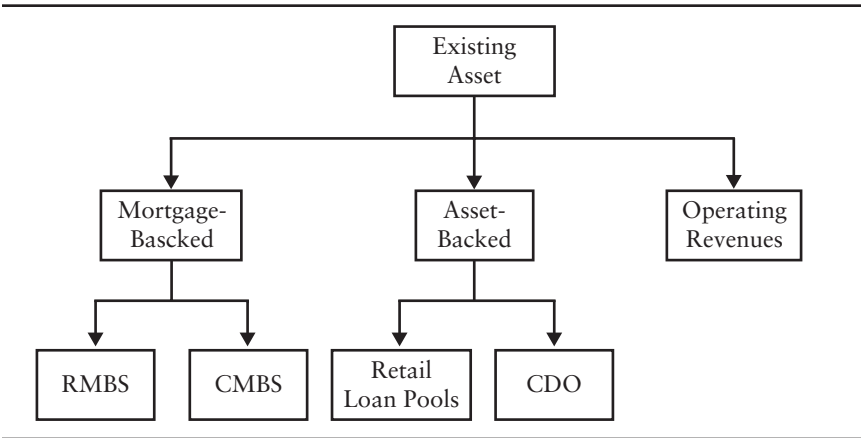 Existing
Asset
Mortgage-
Bascked
Asset-
Backed
Operating
Revenues
RMBS
CMBS
Retail
Loan Pools
CDO